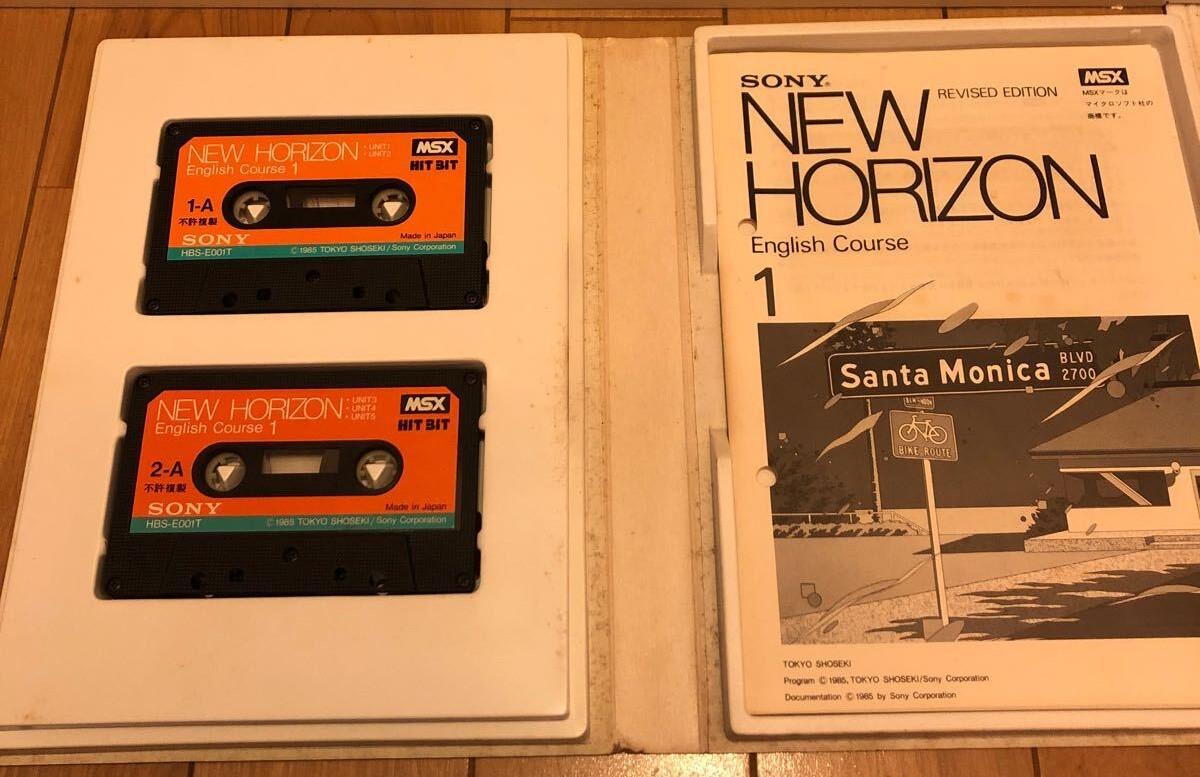 NEW HORIZON
: UNIT1
: UNIT2
MSX
English Course 1
HIT BIT
1-A
不許複製
SONY
Made in Japan
HBS-E001T
©1985 TOKYO SHOSEKI/Sony Corporation
NEW HORIZON
: UNIT3
: UNIT4
: UNIT5
MSX
English Course 1
HIT BIT
2-A
不許複製
SONY
Made in Japan
HBS-E001T
©1985 TOKYO SHOSEKI/Sony Corporation
SONY®
MSX
NEW
REVISED EDITION
MSXマークは
マイクロソフト社の
商標です。
HORIZON
English Course
1
Santa Monica BLVD
2700
BIKE ROUTE
TOKYO SHOSEKI
Program ©1985, TOKYO SHOSEKI/Sony Corporation
Documentation ©1985 by Sony Corporation